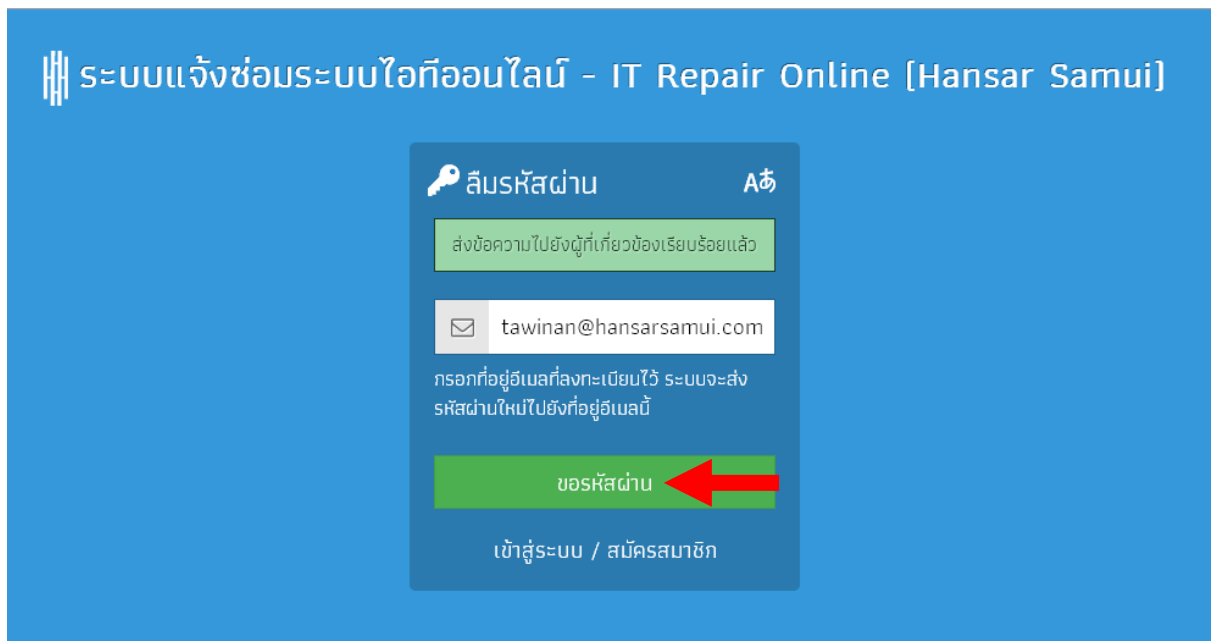 ระบบแจ้งซ่อมระบบไอทีออนไลน์ - IT Repair Online (Hansar Samui)
ลืมรหัสผ่าน Aあ
ส่งข้อความไปยังผู้ที่เกี่ยวข้องเรียบร้อยแล้ว
tawinan@hansarsamui.com
กรอกที่อยู่อีเมลที่ลงทะเบียนไว้ ระบบจะส่ง
รหัสผ่านใหม่ไปยังที่อยู่อีเมลนี้
ขอรหัสผ่าน
เข้าสู่ระบบ / สมัครสมาชิก